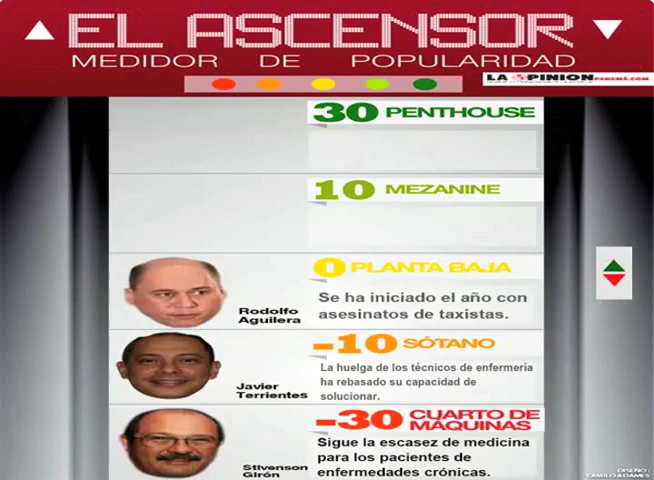 EL ASCENSOR
MEDIDOR DE POPULARIDAD
LA OPINION PANAMÁ.COM
30 PENTHOUSE
10 MEZANINE
0 PLANTA BAJA
Se ha iniciado el año con
asesinatos de taxistas.
Rodolfo
Aguilera
-10 SÓTANO
La huelga de los técnicos de enfermería
ha rebasado su capacidad de
solucionar.
Javier
Terrientes
-30 CUARTO DE
MAQUINAS
Sigue la escasez de medicina
para los pacientes de
enfermedades crónicas.
Stivenson
Girón
DISEÑO:
CAMILO ADAMES